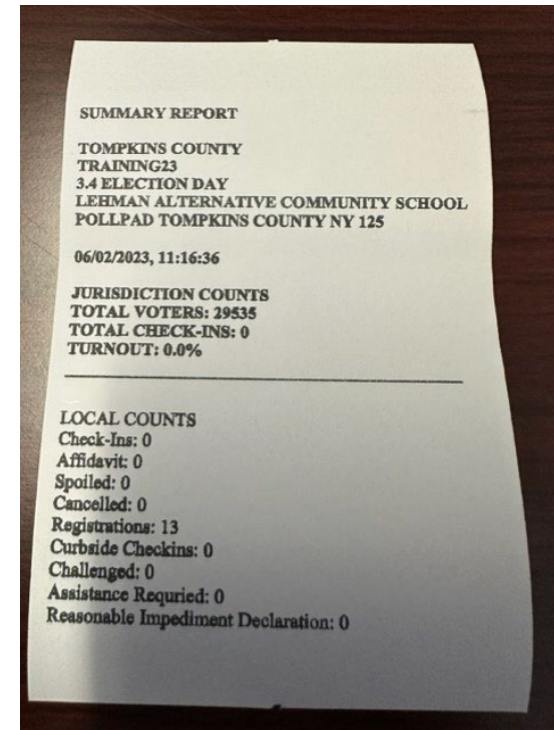 SUMMARY REPORT
TOMPKINS COUNTY
TRAINING23
3.4 ELECTION DAY
LEHMAN ALTERNATIVE COMMUNITY SCHOOL
POLLPAD TOMPKINS COUNTY NY 125
06/02/2023, 11:16:36
JURISDICTION COUNTS
TOTAL VOTERS: 29535
TOTAL CHECK-INS: 0
TURNOUT: 0.0%
LOCAL COUNTS
Check-Ins: 0
Affidavit: 0
Spoiled: 0
Cancelled: 0
Registrations: 13
Curbside Checkins: 0
Challenged: 0
Assistance Requried: 0
Reasonable Impediment Declaration: 0